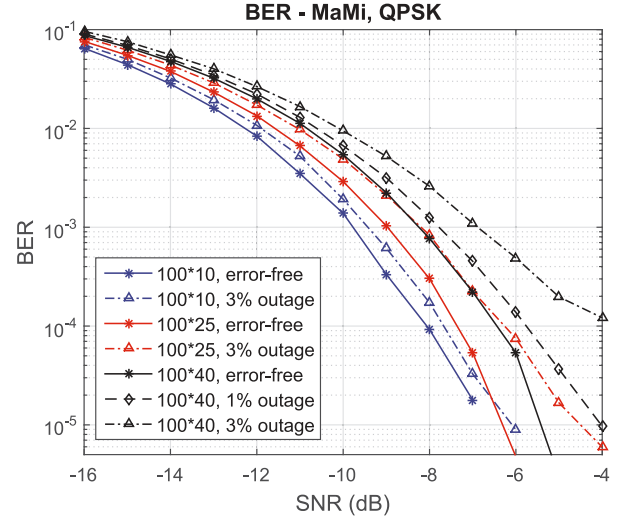 BER - MaMi, QPSK
BER
10^-1
10^-2
10^-3
10^-4
10^-5
100*10, error-free
100*10, 3% outage
100*25, error-free
100*25, 3% outage
100*40, error-free
100*40, 1% outage
100*40, 3% outage
-16 -14 -12 -10 -8 -6 -4
SNR (dB)